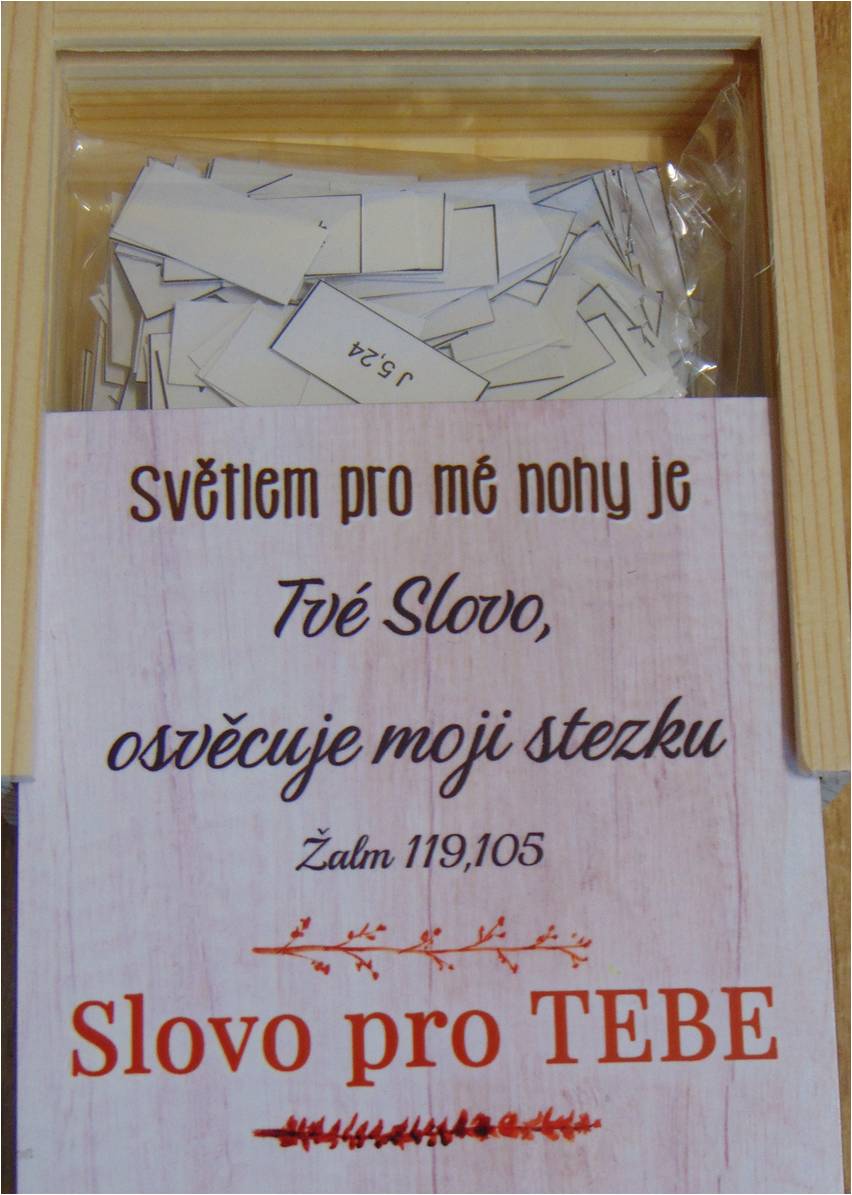 J 5,24
Světlem pro mé nohy je
Tvé Slovo,
osvěcuje moji stezku
Žalm 119,105
Slovo pro TEBE